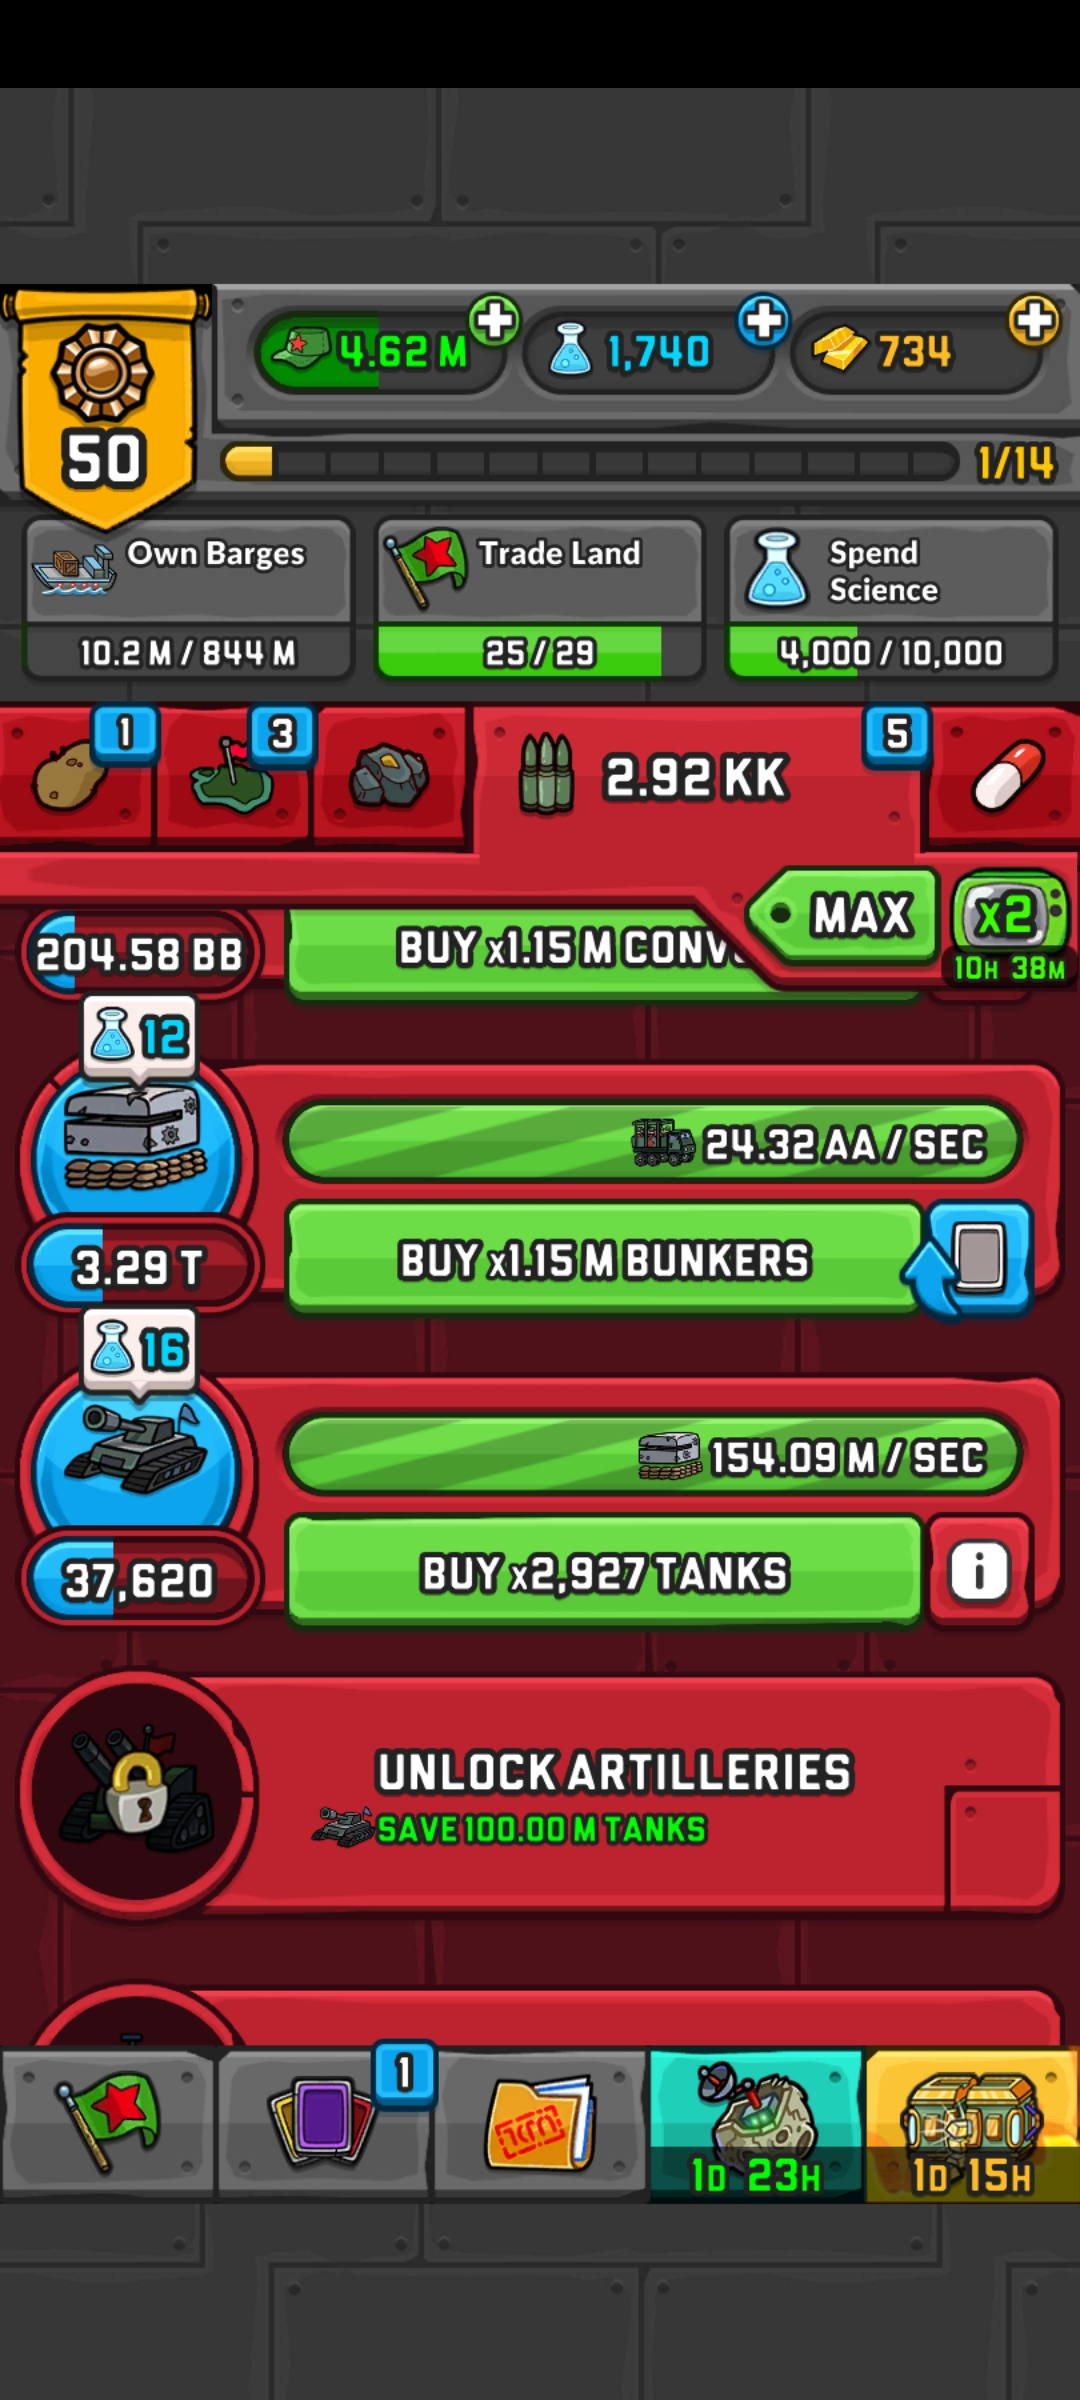 4.62 M
1,740
734
50
1/14
Own Barges
10.2 M / 844 M
Trade Land
25 / 29
Spend
Science
4,000 / 10,000
1
3
2.92 KK
5
MAX
x2
10H 38M
204.58 BB
BUY x1.15 M CONV
12
24.32 AA / SEC
3.29 T
BUY x1.15 M BUNKERS
16
154.09 M / SEC
37,620
BUY x2,927 TANKS
i
UNLOCK ARTILLERIES
SAVE 100.00 M TANKS
1
1D 23H
1D 15H